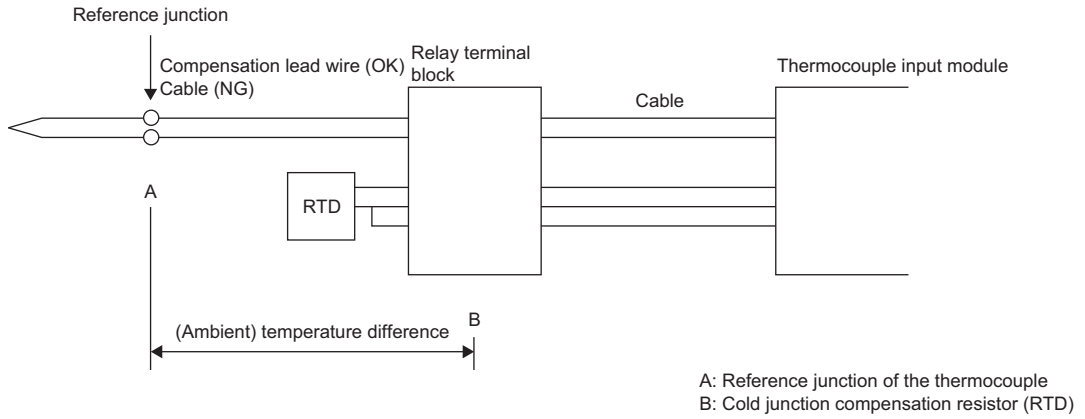 Reference junction
Compensation lead wire (OK)
Cable (NG)
Relay terminal
block
Thermocouple input module
Cable
A
RTD
B
(Ambient) temperature difference
A: Reference junction of the thermocouple
B: Cold junction compensation resistor (RTD)